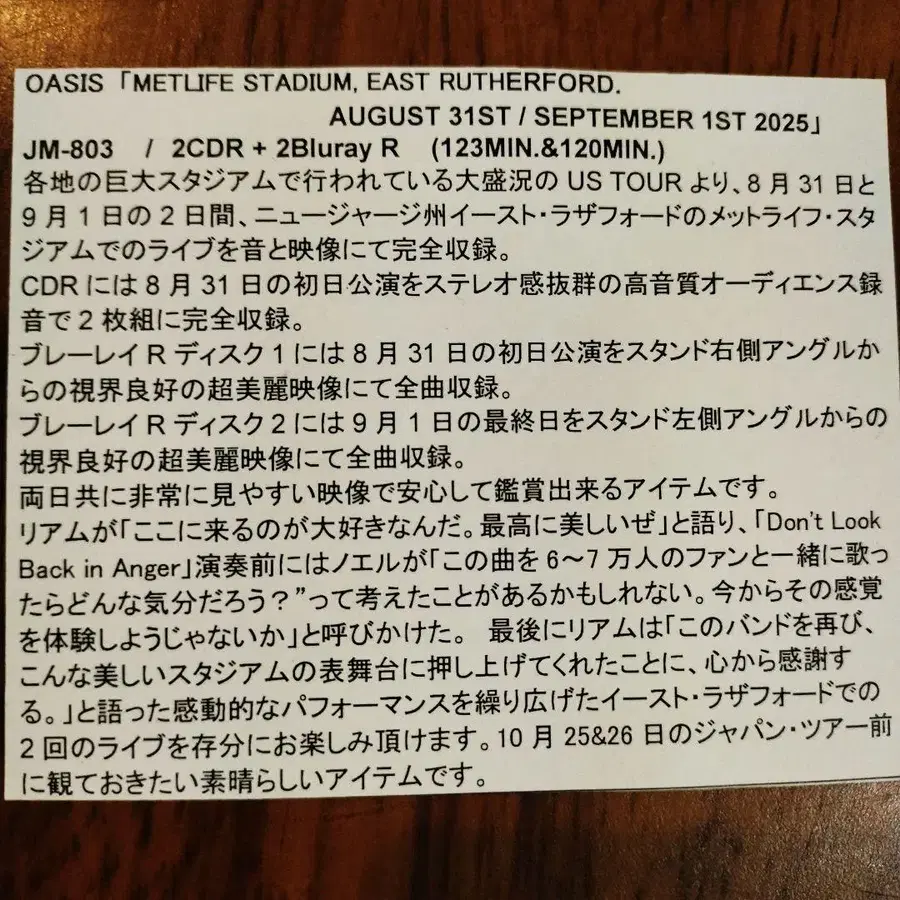 OASIS「METLIFE STADIUM, EAST RUTHERFORD.
AUGUST 31ST / SEPTEMBER 1ST 2025」
JM-803 / 2CDR + 2Bluray R (123MIN.&120MIN.)
各地の巨大スタジアムで行われている大盛況の US TOUR より、8 月 31 日と
9 月 1 日の 2 日間、ニュージャージ州イースト・ラザフォードのメットライフ・スタ
ジアムでのライブを音と映像にて完全収録。
CDR には 8 月 31 日の初日公演をステレオ感抜群の高音質オーディエンス録
音で 2 枚組に完全収録。
ブレーレイ R ディスク 1 には 8 月 31 日の初日公演をスタンド右側アングルか
らの視界良好の超美麗映像にて全曲収録。
ブレーレイ R ディスク 2 には 9 月 1 日の最終日をスタンド左側アングルからの
視界良好の超美麗映像にて全曲収録。
両日共に非常に見やすい映像で安心して鑑賞出来るアイテムです。
リアムが「ここに来るのが大好きなんだ。最高に美しいぜ」と語り、「Don't Look
Back in Anger」演奏前にはノエルが「この曲を 6～7 万人のファンと一緒に歌っ
たらどんな気分だろう？”って考えたことがあるかもしれない。今からその感覚
を体験しようじゃないか」と呼びかけた。 最後にリアムは「このバンドを再び、
こんな美しいスタジアムの表舞台に押し上げてくれたことに、心から感謝す
る。」と語った感動的なパフォーマンスを繰り広げたイースト・ラザフォードでの
2 回のライブを存分にお楽しみ頂けます。10 月 25&26 日のジャパン・ツアー前
に観ておきたい素晴らしいアイテムです。